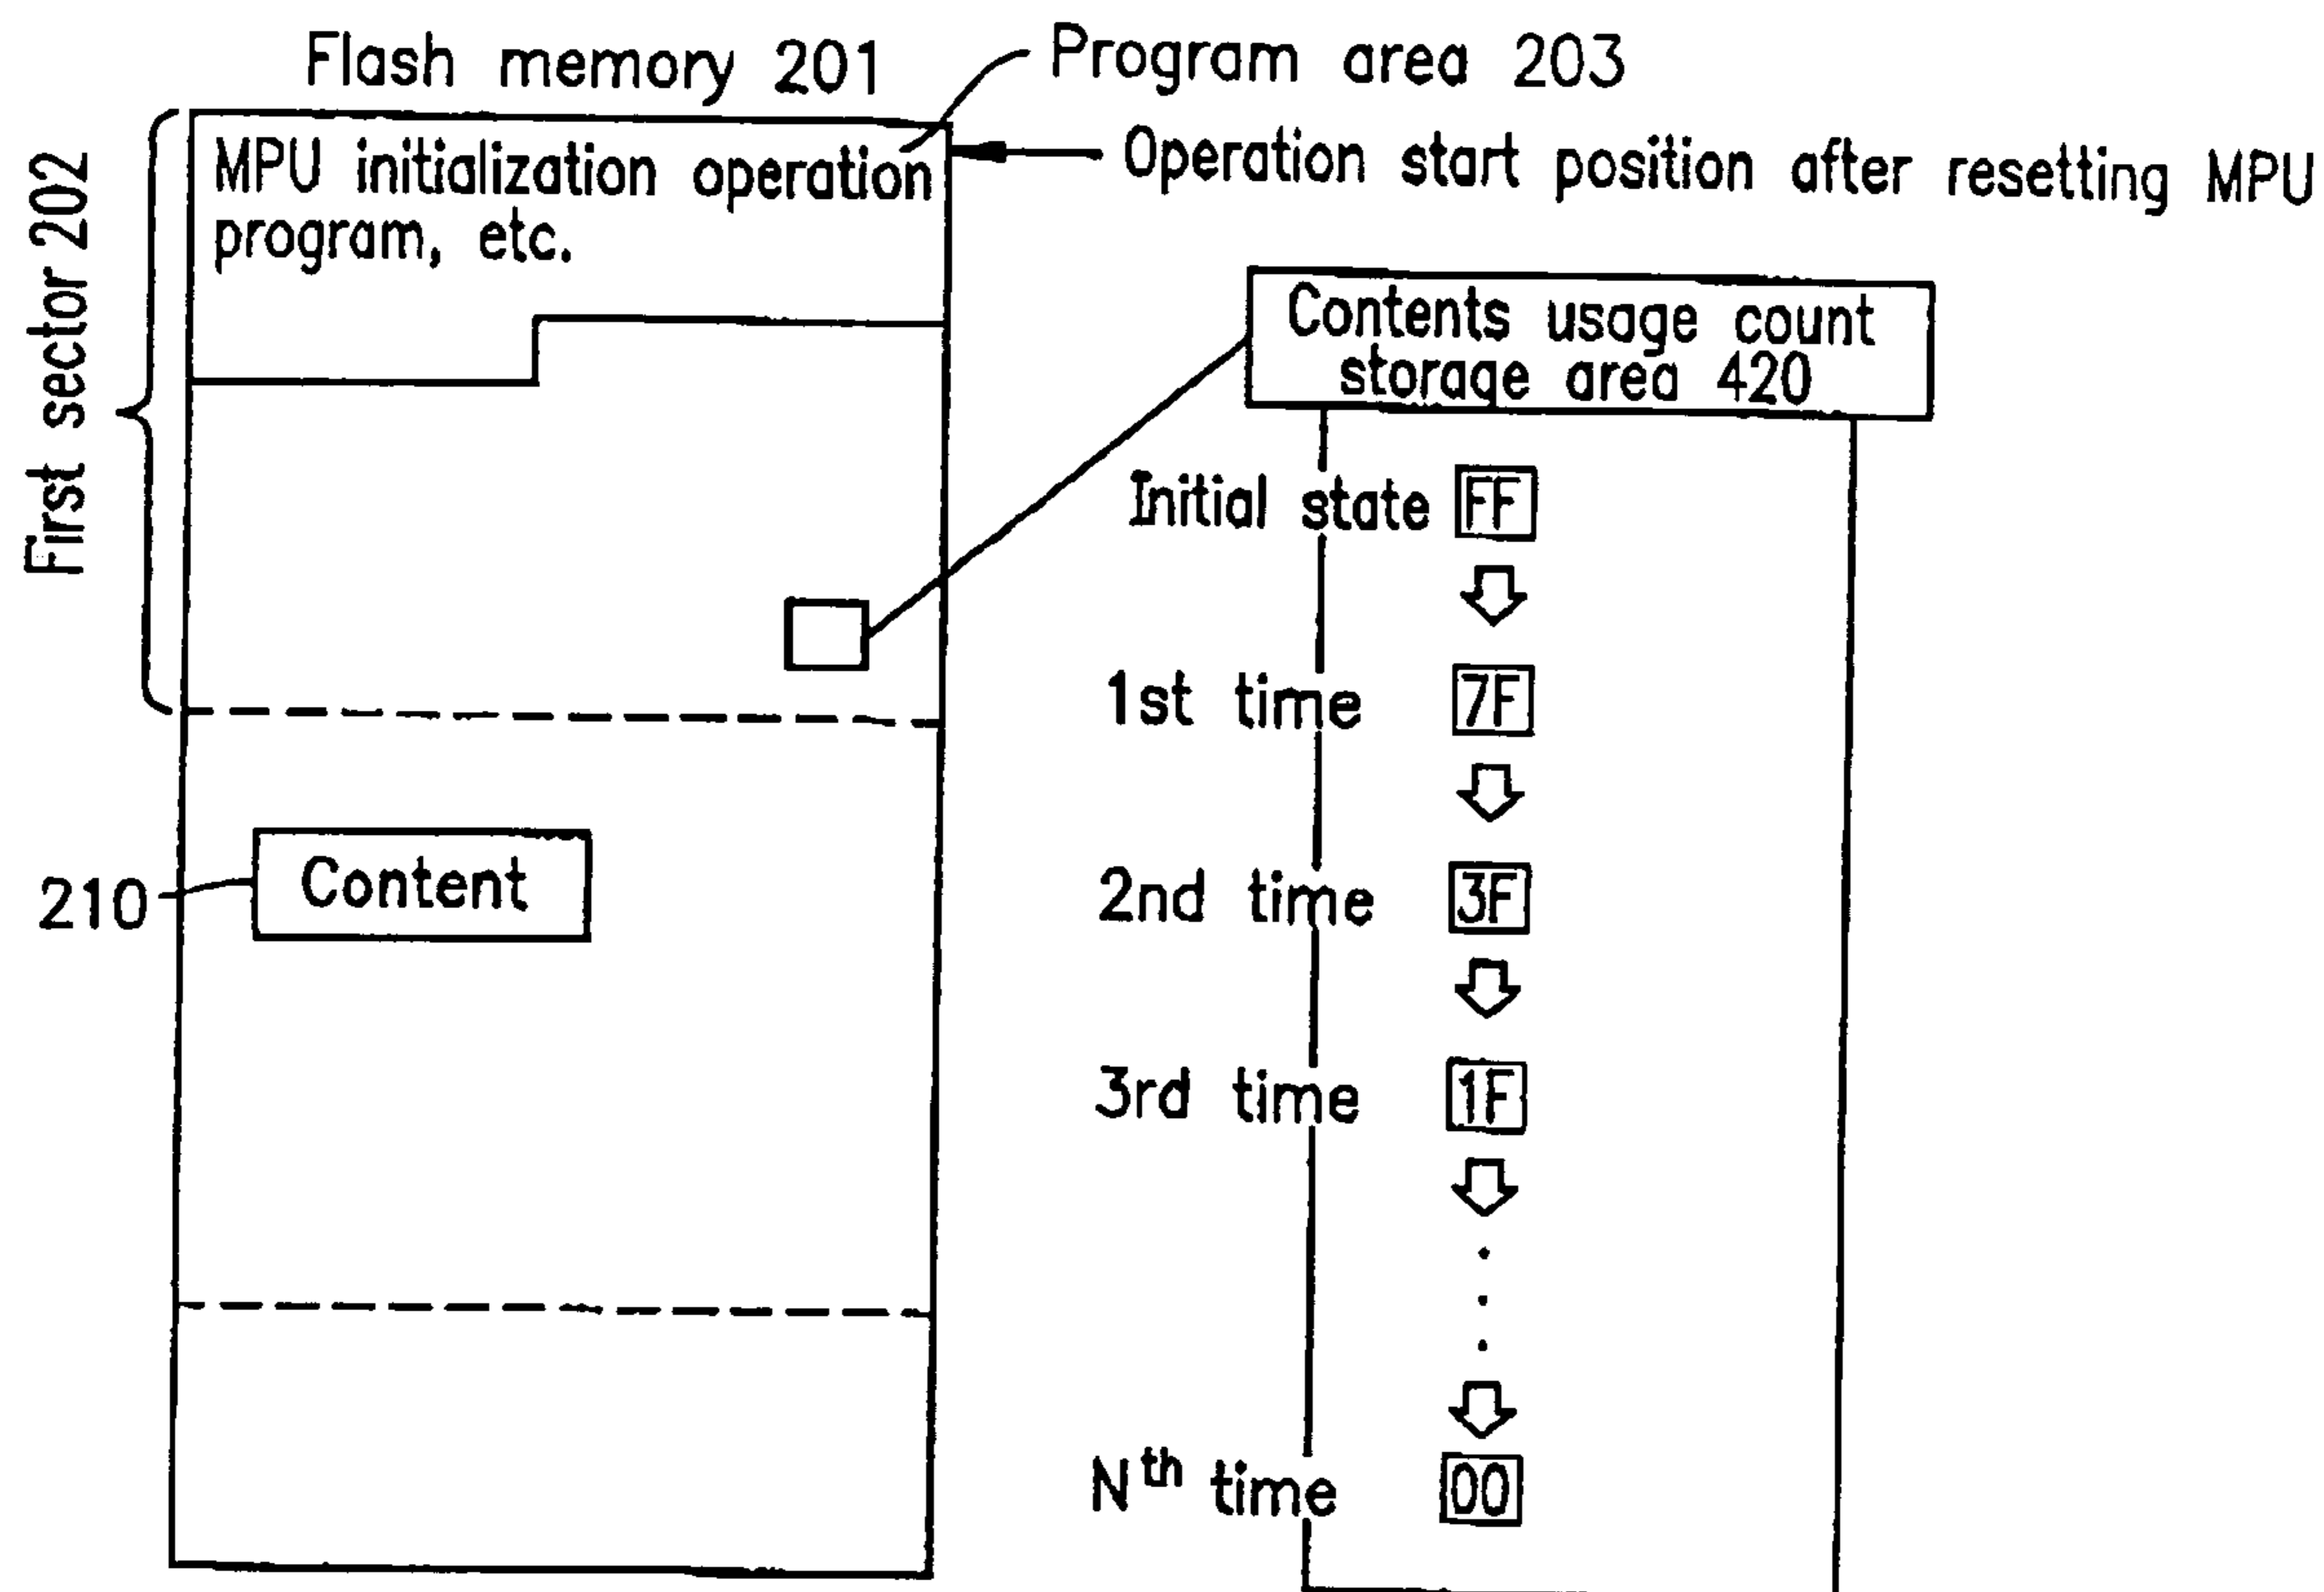 Flash memory 201
Program area 203
Operation start position after resetting MPU
MPU initialization operation
program, etc.
First sector 202
Contents usage count
storage area 420
Initial state FF
1st time 7F
2nd time 3F
3rd time 1F
Nth time 00
210
Content